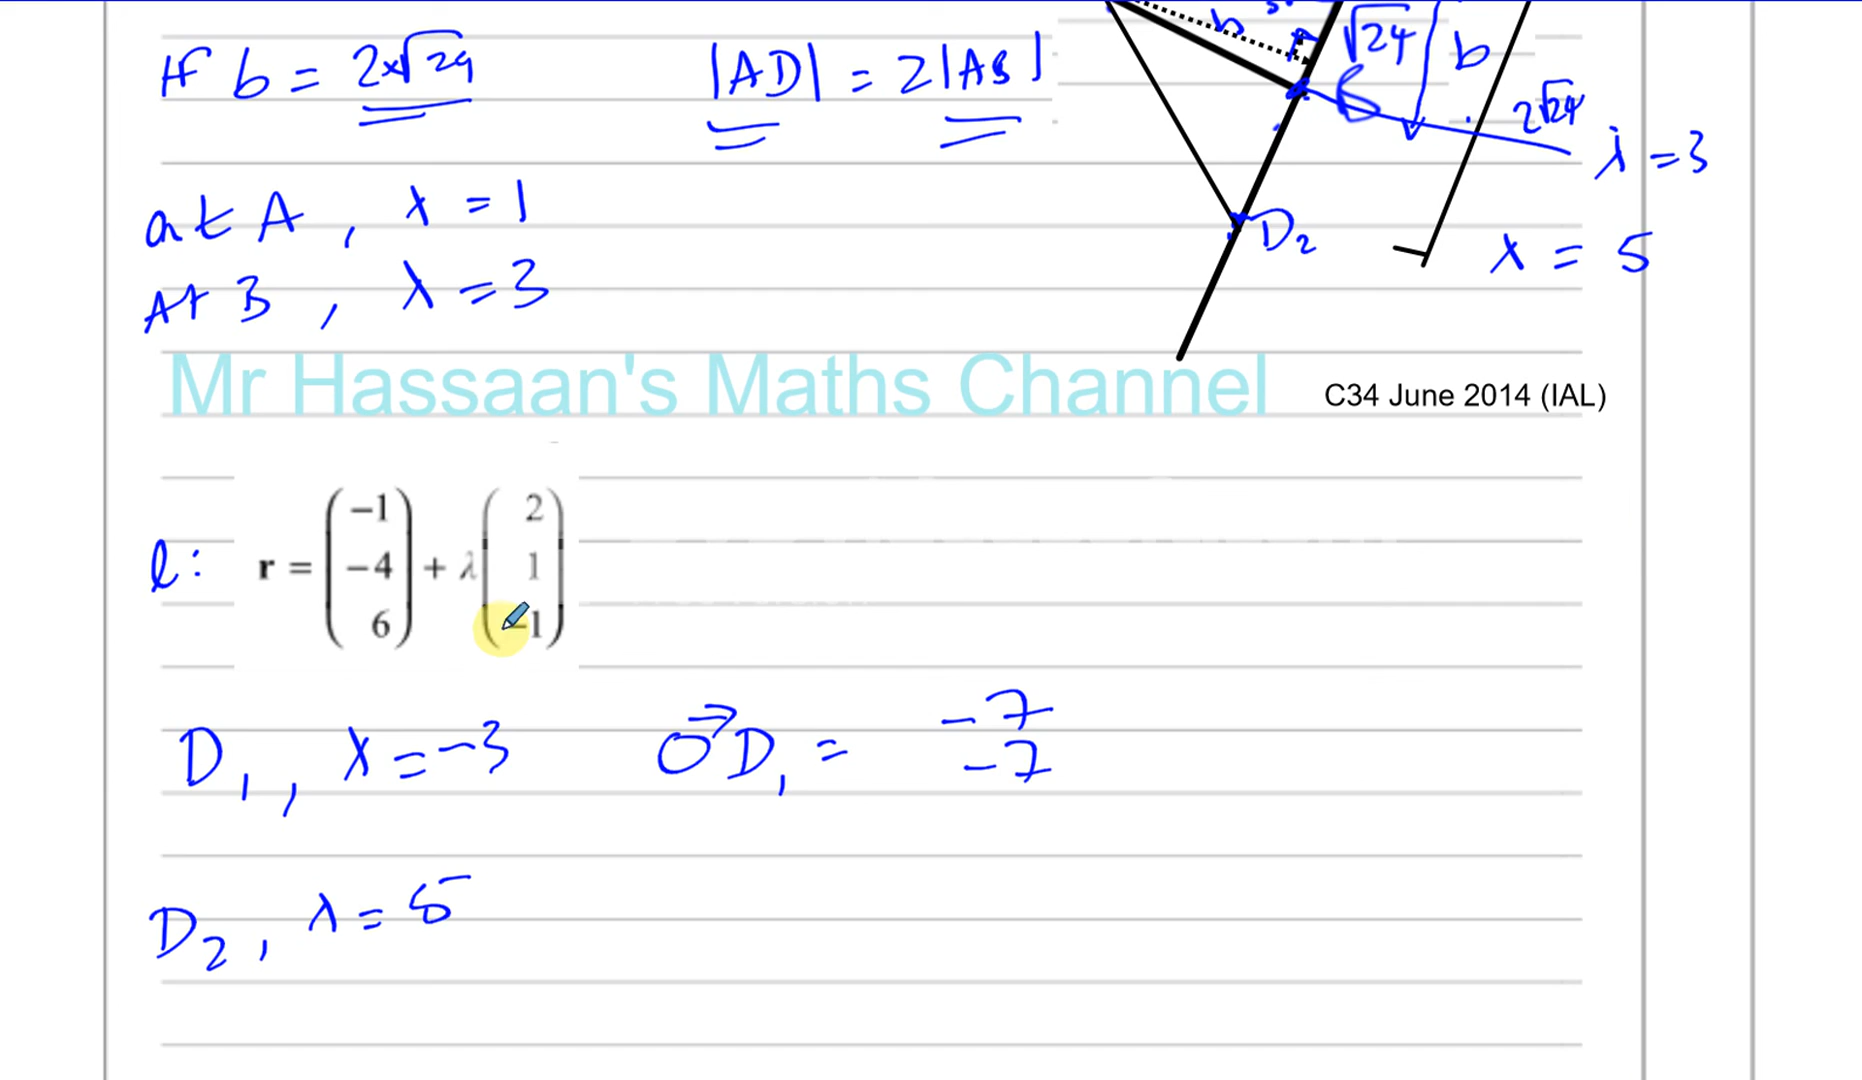 If b = 2×√24 |AD| = 2|AB|
b √24 b
2√24
λ = 3
at A , λ = 1
D₂
λ = 5
At B , λ = 3
Mr Hassaan's Maths Channel
C34 June 2014 (IAL)
l: r = (−1 −4 6) + λ(2 1 −1)
D₁ , λ = −3 OD₁ = −7 −7
D₂ , λ = 5